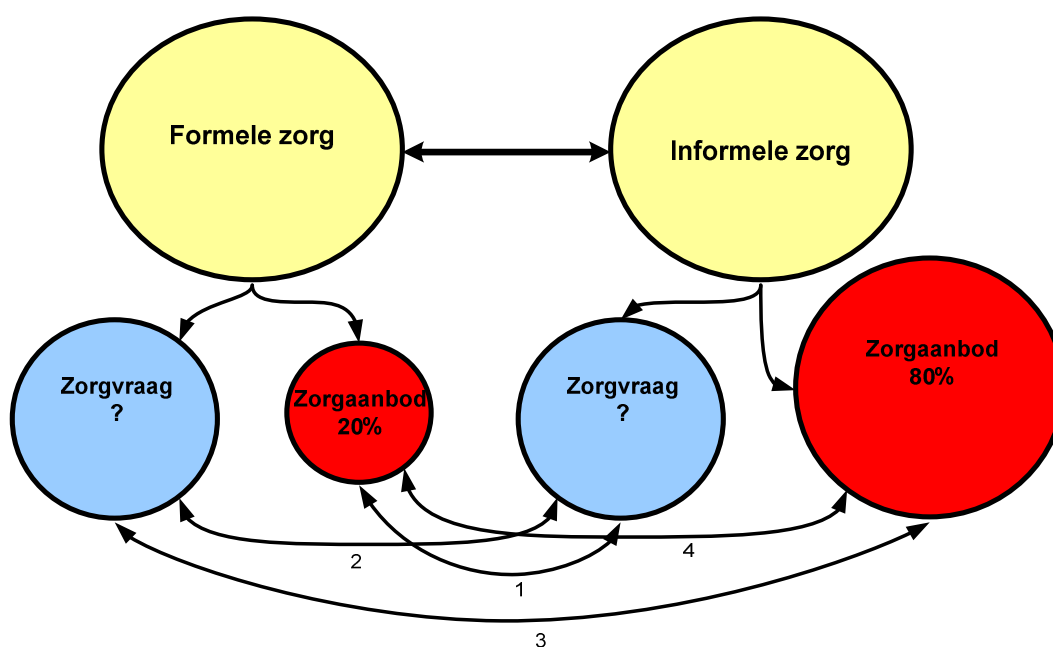 Formele zorg
Informele zorg
Zorgvraag
?
Zorgaanbod
20%
Zorgvraag
?
Zorgaanbod
80%
2
1
4
3